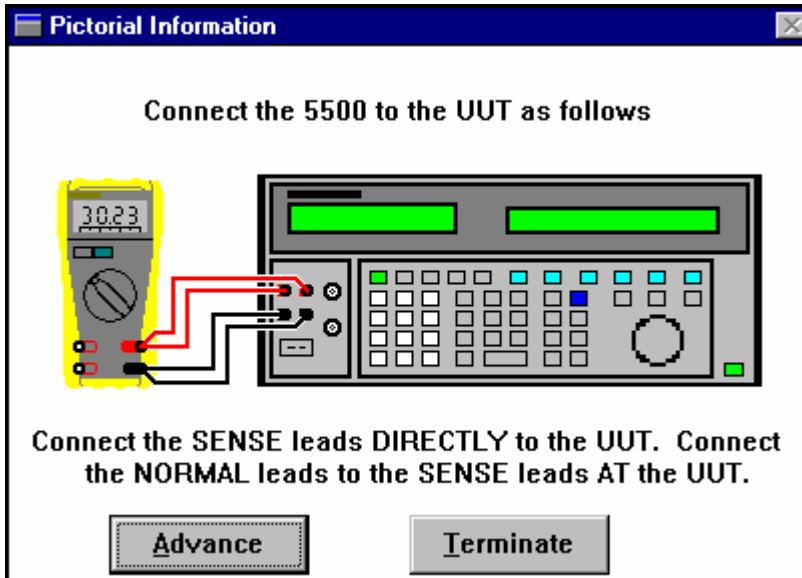 Pictorial Information
Connect the 5500 to the UUT as follows
30.23
--
Connect the SENSE leads DIRECTLY to the UUT.  Connect
the NORMAL leads to the SENSE leads AT the UUT.
Advance
Terminate